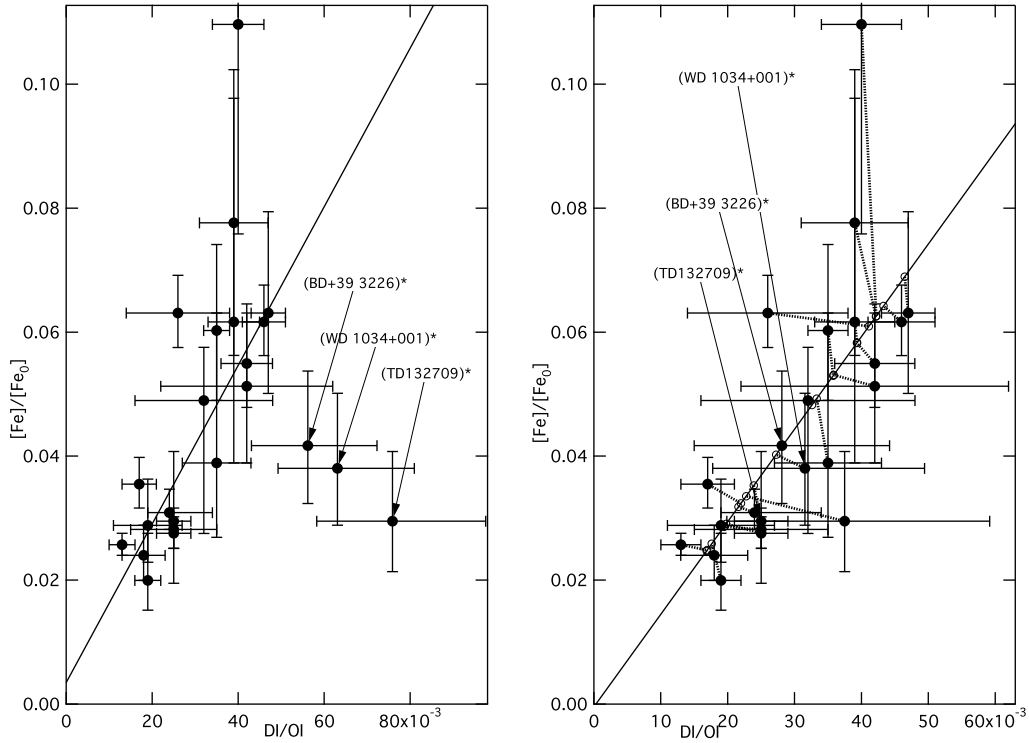 0.10
0.08
0.06
0.04
0.02
0.00
[Fe]/[Fe₀]
(BD+39 3226)*
(WD 1034+001)*
(TD132709)*
0 20 40 60 80x10⁻³
DI/OI
0.10
0.08
0.06
0.04
0.02
0.00
[Fe]/[Fe₀]
(WD 1034+001)*
(BD+39 3226)*
(TD132709)*
0 10 20 30 40 50 60x10⁻³
DI/OI